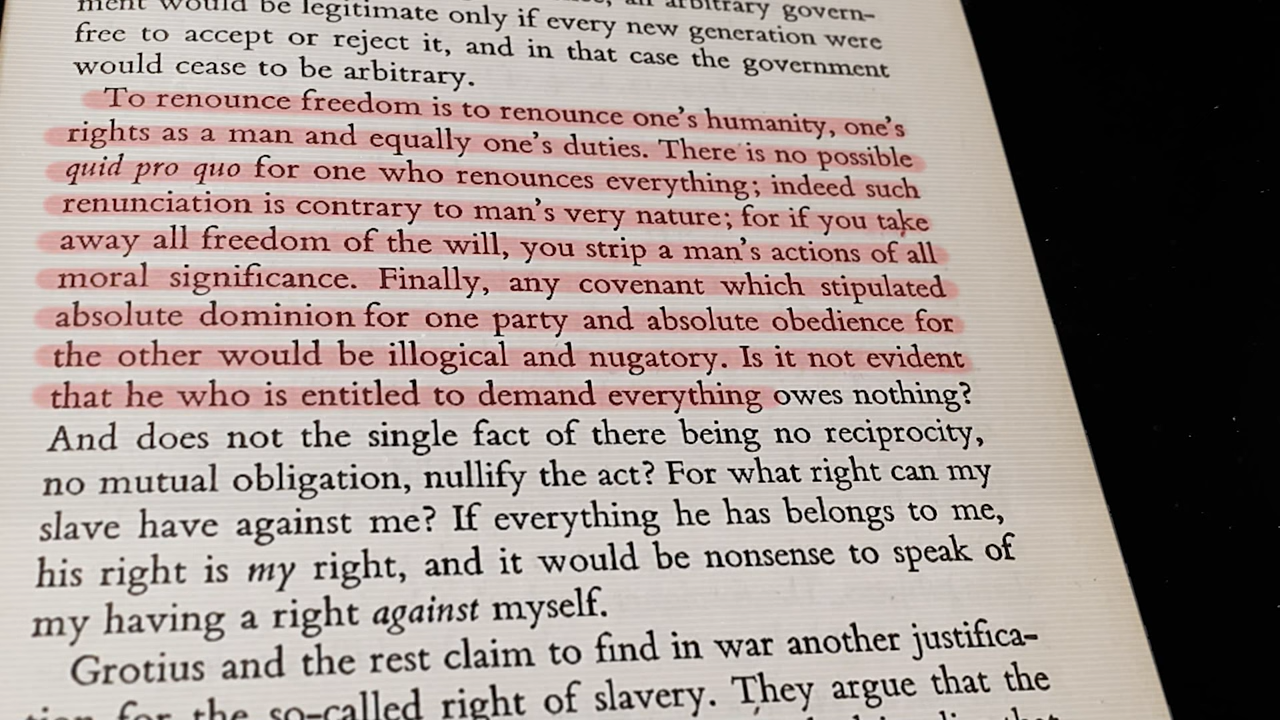 ment would be legitimate only if every new generation were
free to accept or reject it, and in that case the government
would cease to be arbitrary.
To renounce freedom is to renounce one's humanity, one's
rights as a man and equally one's duties. There is no possible
quid pro quo for one who renounces everything; indeed such
renunciation is contrary to man's very nature; for if you take
away all freedom of the will, you strip a man's actions of all
moral significance. Finally, any covenant which stipulated
absolute dominion for one party and absolute obedience for
the other would be illogical and nugatory. Is it not evident
that he who is entitled to demand everything owes nothing?
And does not the single fact of there being no reciprocity,
no mutual obligation, nullify the act? For what right can my
slave have against me? If everything he has belongs to me,
his right is my right, and it would be nonsense to speak of
my having a right against myself.
Grotius and the rest claim to find in war another justifica-
tion for the so-called right of slavery. They argue that the